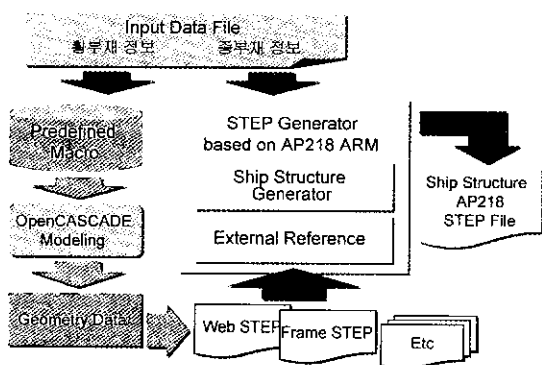 Input Data File
횡부재 정보 종부재 정보
Predefined
Macro
STEP Generator
based on AP218 ARM
Ship Structure
Generator
OpenCASCADE
Modeling
External Reference
Ship Structure
AP218
STEP File
Geometry Data
Web STEP
Frame STEP
Etc